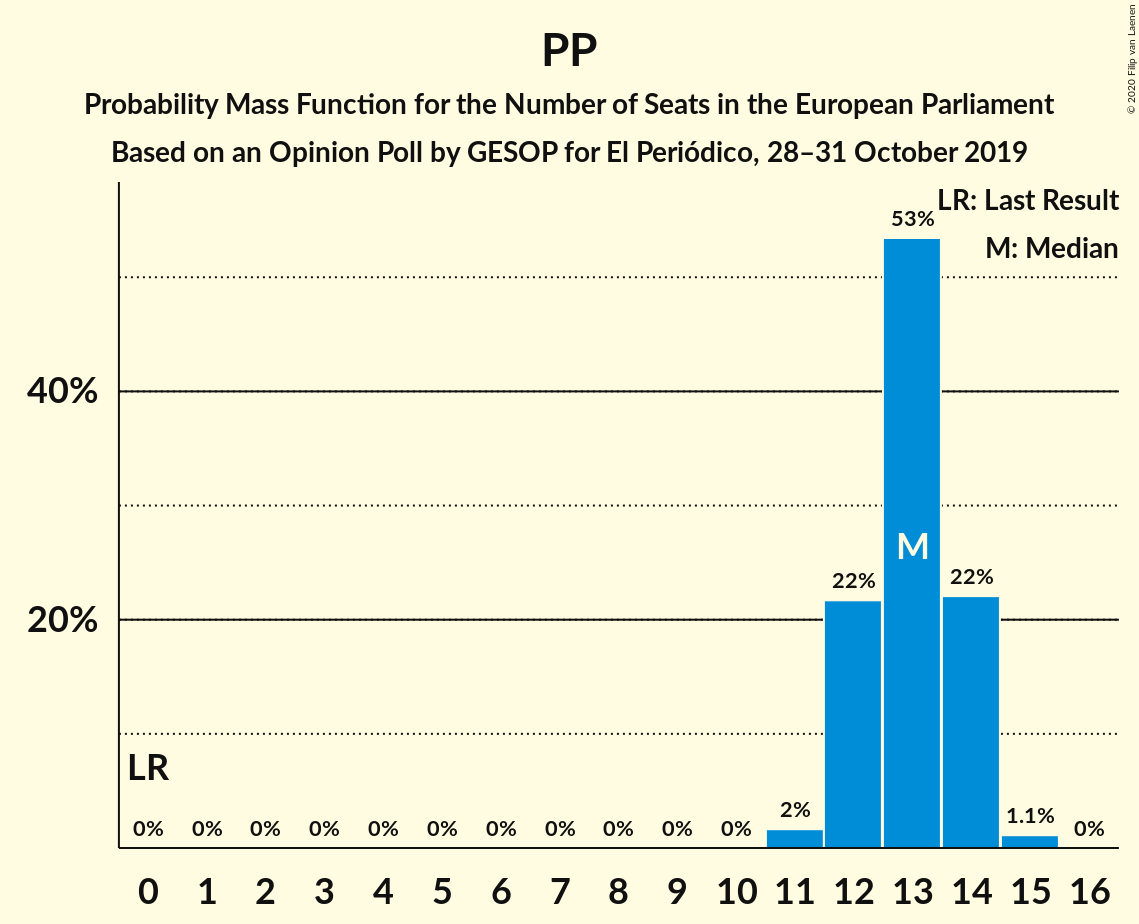 PP
Probability Mass Function for the Number of Seats in the European Parliament
Based on an Opinion Poll by GESOP for El Periódico, 28–31 October 2019
© 2020 Filip van Laenen
LR: Last Result
M: Median
53%
40%
M
22%
22%
20%
LR
0%
0%
0%
0%
0%
0%
0%
0%
0%
0%
0%
2%
1.1%
0%
0 1 2 3 4 5 6 7 8 9 10 11 12 13 14 15 16